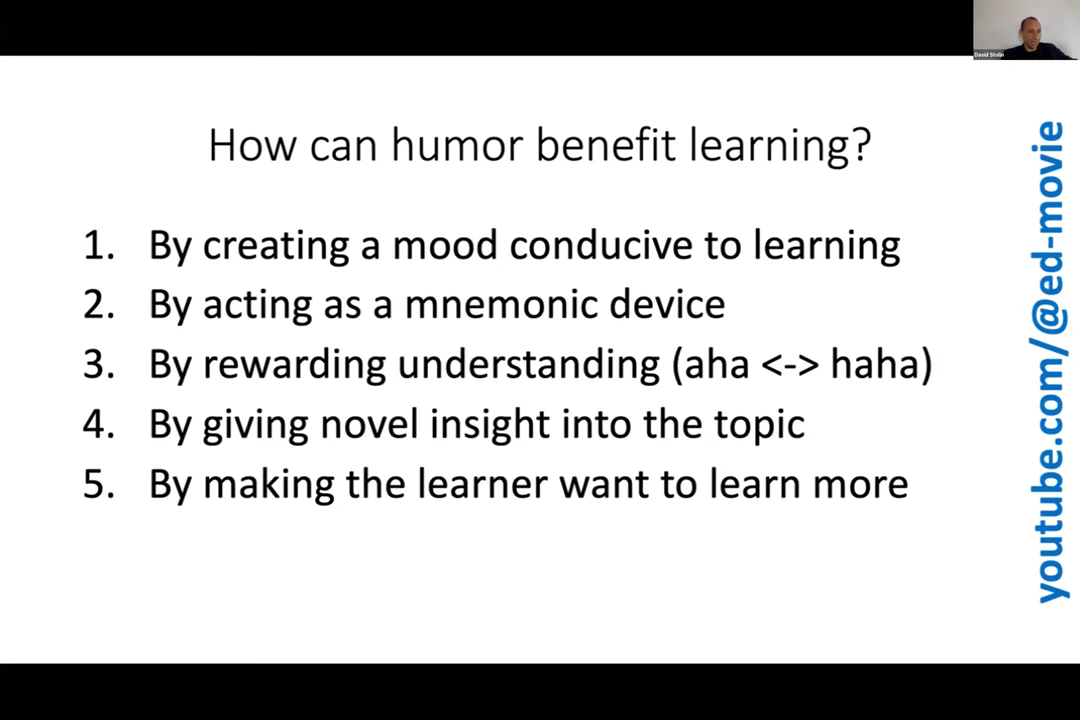 David Stolin
How can humor benefit learning?
1. By creating a mood conducive to learning
2. By acting as a mnemonic device
3. By rewarding understanding (aha <-> haha)
4. By giving novel insight into the topic
5. By making the learner want to learn more
youtube.com/@ed-movie